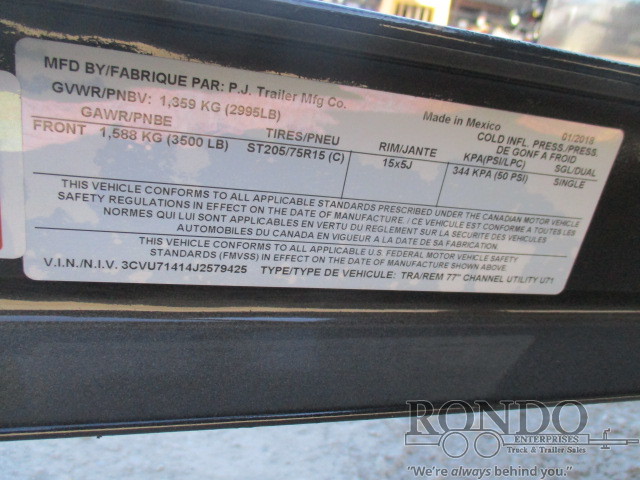 MFD BY/FABRIQUE PAR: P.J. Trailer Mfg Co.
GVWR/PNBV: 1,359 KG (2995LB)
Made in Mexico
01/2018
GAWR/PNBE
TIRES/PNEU
RIM/JANTE
COLD INFL. PRESS./PRESS.
DE GONF A FROID
KPA(PSI/LPC)
SGL/DUAL
FRONT 1,588 KG (3500 LB)
ST205/75R15 (C)
15x5J
344 KPA (50 PSI)
SINGLE
THIS VEHICLE CONFORMS TO ALL APPLICABLE STANDARDS PRESCRIBED UNDER THE CANADIAN MOTOR VEHICLE
SAFETY REGULATIONS IN EFFECT ON THE DATE OF MANUFACTURE. / CE VEHICULE EST CONFORME A TOUTES
NORMES QUI LUI SONT APPLICABLES EN VERTU DU REGLEMENT SUR LA SECURITE DES VEHICULES
AUTOMOBILES DU CANADA EN VIGUEUR A LA DATE DE SA FABRICATION.
THIS VEHICLE CONFORMS TO ALL APPLICABLE U.S. FEDERAL MOTOR VEHICLE SAFETY
STANDARDS (FMVSS) IN EFFECT FROM THE DATE OF MANUFACTURE SHOWN ABOVE.
V.I.N./N.I.V. 3CVU71414J2579425 TYPE/TYPE DE VEHICULE: TRA/REM 77" CHANNEL UTILITY U71
RONDO
ENTERPRISES
Truck & Trailer Sales
"We're always behind you."